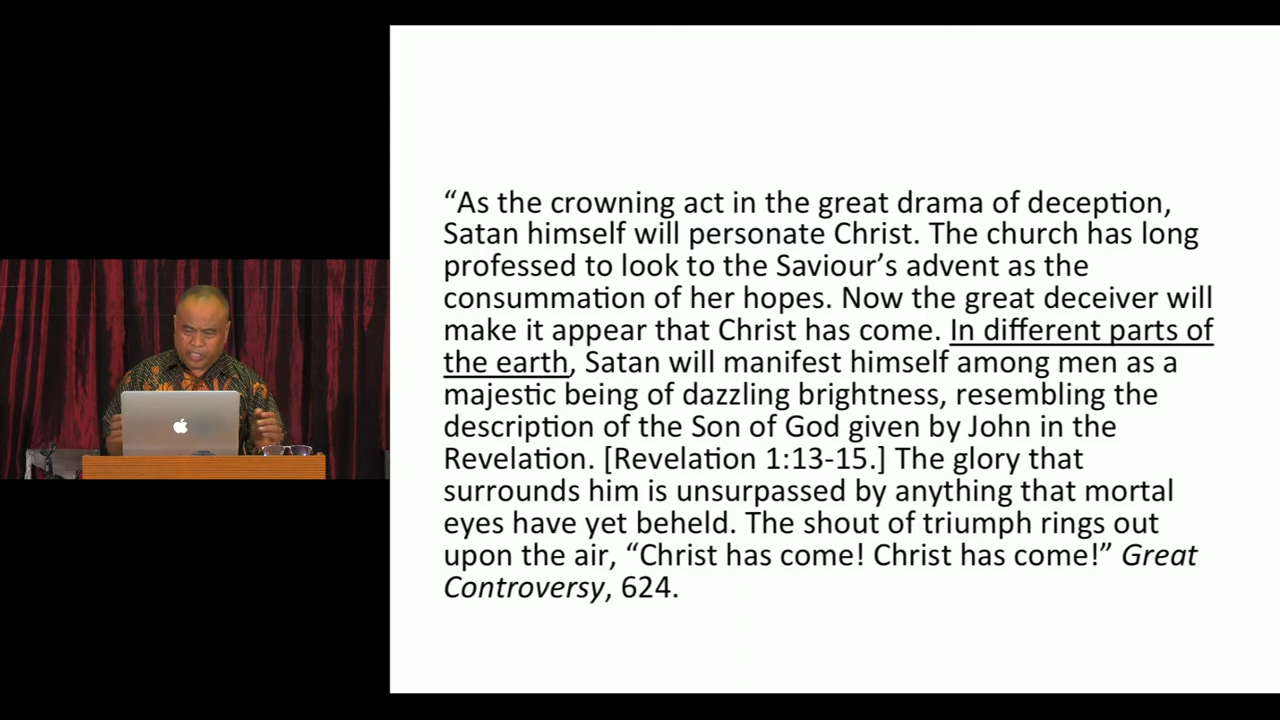 “As the crowning act in the great drama of deception,
Satan himself will personate Christ. The church has long
professed to look to the Saviour’s advent as the
consummation of her hopes. Now the great deceiver will
make it appear that Christ has come. In different parts of
the earth, Satan will manifest himself among men as a
majestic being of dazzling brightness, resembling the
description of the Son of God given by John in the
Revelation. [Revelation 1:13-15.] The glory that
surrounds him is unsurpassed by anything that mortal
eyes have yet beheld. The shout of triumph rings out
upon the air, “Christ has come! Christ has come!” Great
Controversy, 624.